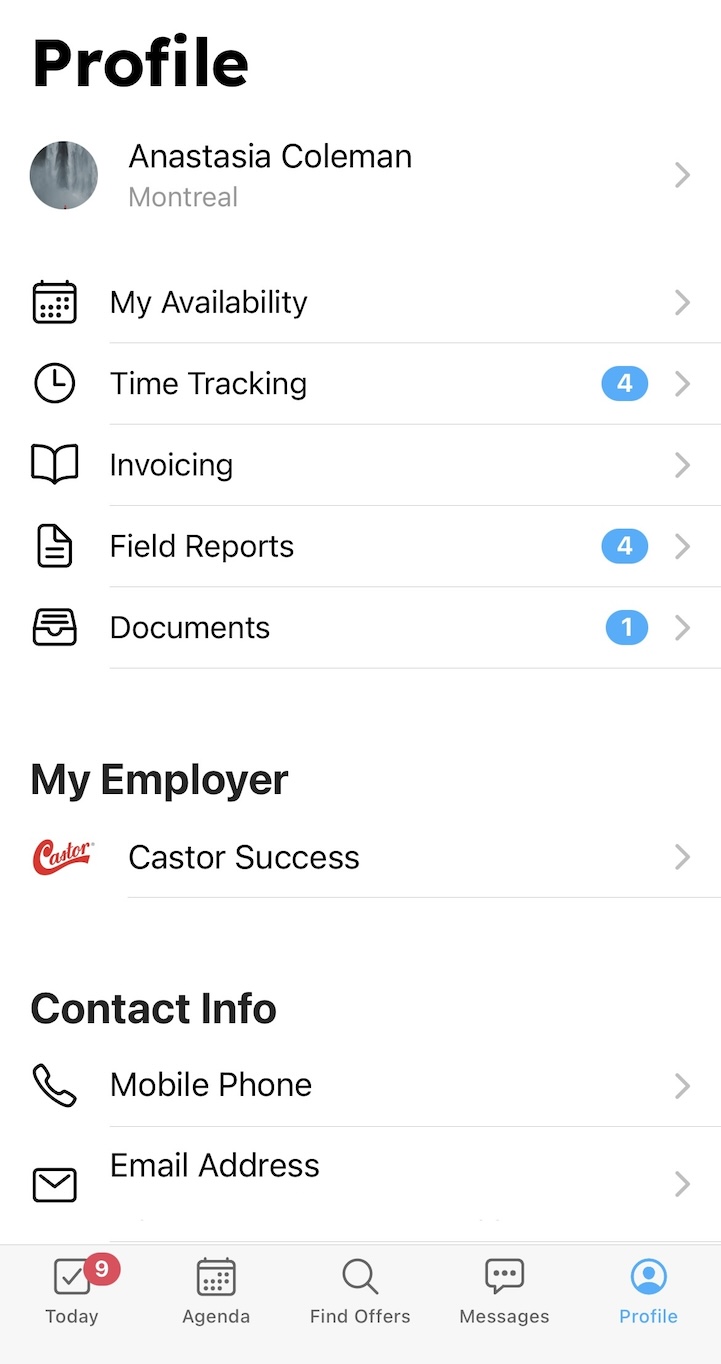 Profile
Anastasia Coleman
Montreal
My Availability
Time Tracking 4
Invoicing
Field Reports 4
Documents 1
My Employer
Castor Castor Success
Contact Info
Mobile Phone
Email Address
9
Today Agenda Find Offers Messages Profile